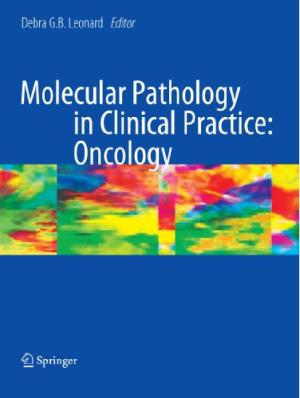 Debra G.B. Leonard Editor
Molecular Pathology
in Clinical Practice:
Oncology
Springer